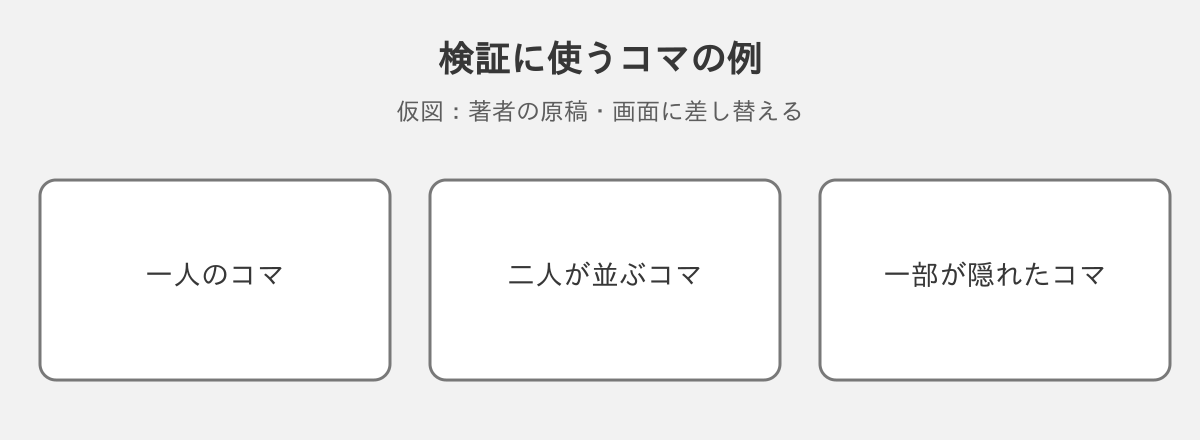 検証に使うコマの例
仮図：著者の原稿・画面に差し替える
一人のコマ
二人が並ぶコマ
一部が隠れたコマ